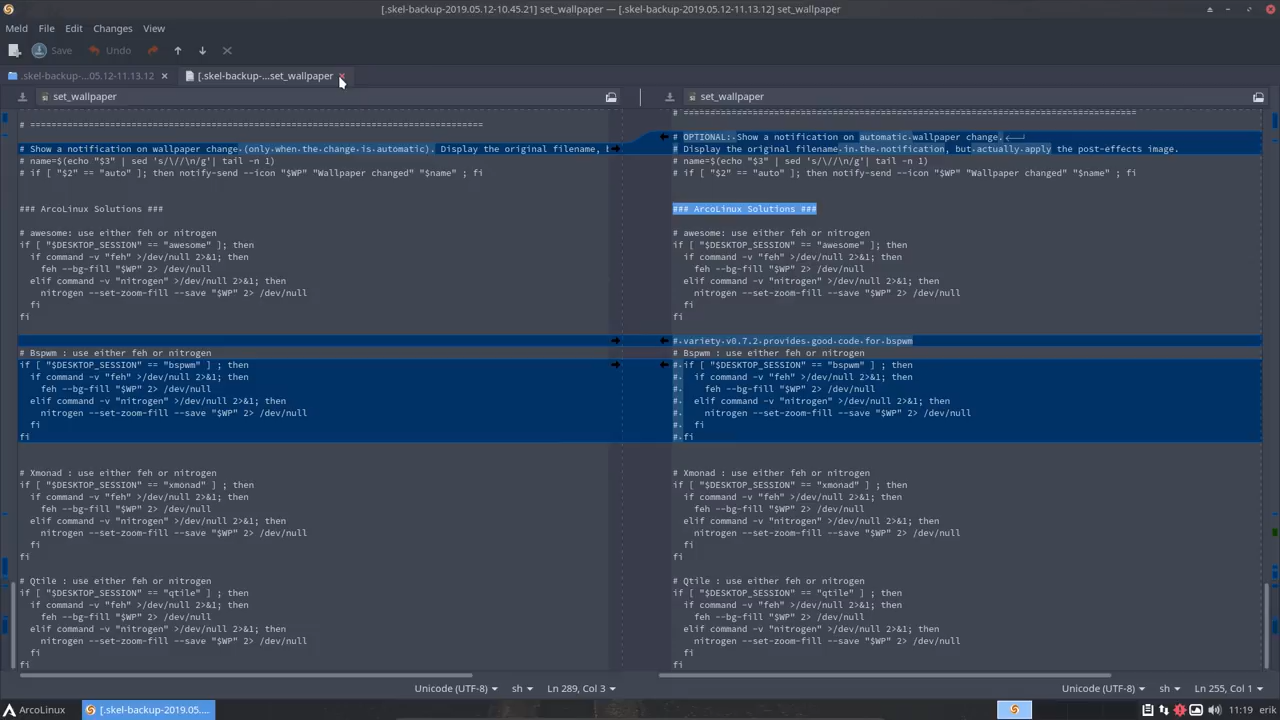 [.skel-backup-2019.05.12-10.45.21] set_wallpaper — [.skel-backup-2019.05.12-11.13.12] set_wallpaper
Meld File Edit Changes View
Save Undo
.skel-backup-...05.12-11.13.12
[.skel-backup-...set_wallpaper
set_wallpaper
# =======================================================================================
# Show a notification on wallpaper change.(only.when.the.change.is.automatic). Display the original filename,
# name=$(echo "$3" | sed 's/\//\n/g'| tail -n 1)
# if [ "$2" == "auto" ]; then notify-send --icon "$WP" "Wallpaper changed" "$name" ; fi
### ArcoLinux Solutions ###
# awesome: use either feh or nitrogen
if [ "$DESKTOP_SESSION" == "awesome" ]; then
  if command -v "feh" >/dev/null 2>&1; then
    feh --bg-fill "$WP" 2> /dev/null
  elif command -v "nitrogen" >/dev/null 2>&1; then
    nitrogen --set-zoom-fill --save "$WP" 2> /dev/null
  fi
fi
# Bspwm : use either feh or nitrogen
if [ "$DESKTOP_SESSION" == "bspwm" ] ; then
  if command -v "feh" >/dev/null 2>&1; then
    feh --bg-fill "$WP" 2> /dev/null
  elif command -v "nitrogen" >/dev/null 2>&1; then
    nitrogen --set-zoom-fill --save "$WP" 2> /dev/null
  fi
fi
# Xmonad : use either feh or nitrogen
if [ "$DESKTOP_SESSION" == "xmonad" ] ; then
  if command -v "feh" >/dev/null 2>&1; then
    feh --bg-fill "$WP" 2> /dev/null
  elif command -v "nitrogen" >/dev/null 2>&1; then
    nitrogen --set-zoom-fill --save "$WP" 2> /dev/null
  fi
fi
# Qtile : use either feh or nitrogen
if [ "$DESKTOP_SESSION" == "qtile" ] ; then
  if command -v "feh" >/dev/null 2>&1; then
    feh --bg-fill "$WP" 2> /dev/null
  elif command -v "nitrogen" >/dev/null 2>&1; then
    nitrogen --set-zoom-fill --save "$WP" 2> /dev/null
  fi
fi
Unicode (UTF-8) sh Ln 289, Col 3
set_wallpaper
# =======================================================================================
# OPTIONAL:.Show a notification on automatic.wallpaper change.
# Display the original filename.in.the.notification, but.actually.apply the post-effects image.
# name=$(echo "$3" | sed 's/\//\n/g'| tail -n 1)
# if [ "$2" == "auto" ]; then notify-send --icon "$WP" "Wallpaper changed" "$name" ; fi
### ArcoLinux Solutions ###
# awesome: use either feh or nitrogen
if [ "$DESKTOP_SESSION" == "awesome" ]; then
  if command -v "feh" >/dev/null 2>&1; then
    feh --bg-fill "$WP" 2> /dev/null
  elif command -v "nitrogen" >/dev/null 2>&1; then
    nitrogen --set-zoom-fill --save "$WP" 2> /dev/null
  fi
fi
#.variety.v0.7.2.provides.good.code.for.bspwm
# Bspwm : use either feh or nitrogen
#.if [ "$DESKTOP_SESSION" == "bspwm" ] ; then
#.  if command -v "feh" >/dev/null 2>&1; then
#.    feh --bg-fill "$WP" 2> /dev/null
#.  elif command -v "nitrogen" >/dev/null 2>&1; then
#.    nitrogen --set-zoom-fill --save "$WP" 2> /dev/null
#.  fi
#.fi
# Xmonad : use either feh or nitrogen
if [ "$DESKTOP_SESSION" == "xmonad" ] ; then
  if command -v "feh" >/dev/null 2>&1; then
    feh --bg-fill "$WP" 2> /dev/null
  elif command -v "nitrogen" >/dev/null 2>&1; then
    nitrogen --set-zoom-fill --save "$WP" 2> /dev/null
  fi
fi
# Qtile : use either feh or nitrogen
if [ "$DESKTOP_SESSION" == "qtile" ] ; then
  if command -v "feh" >/dev/null 2>&1; then
    feh --bg-fill "$WP" 2> /dev/null
  elif command -v "nitrogen" >/dev/null 2>&1; then
    nitrogen --set-zoom-fill --save "$WP" 2> /dev/null
  fi
fi
Unicode (UTF-8) sh Ln 255, Col 1
ArcoLinux [.skel-backup-2019.05.... 11:19 erik